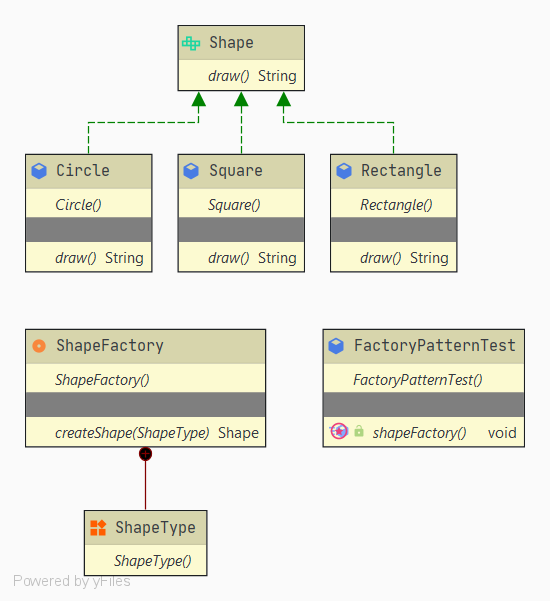 Shape
draw() String
Circle
Circle()
draw() String
Square
Square()
draw() String
Rectangle
Rectangle()
draw() String
ShapeFactory
ShapeFactory()
createShape(ShapeType) Shape
FactoryPatternTest
FactoryPatternTest()
shapeFactory() void
ShapeType
ShapeType()
Powered by yFiles